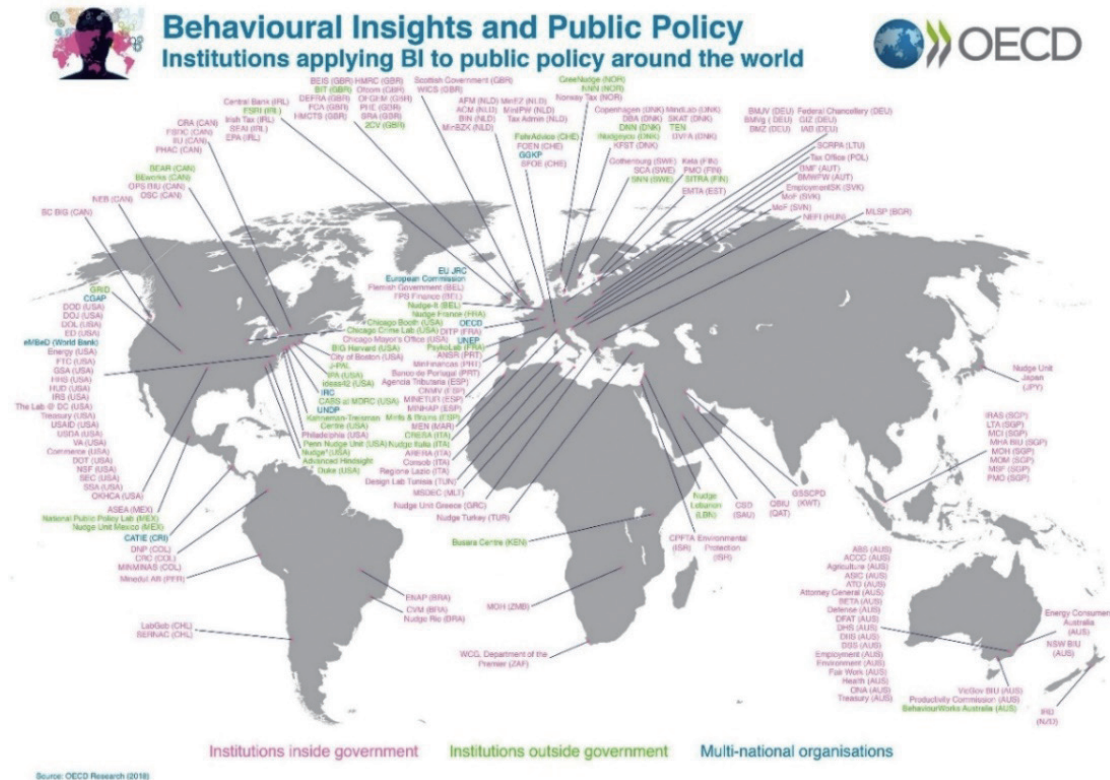 Behavioural Insights and Public Policy
Institutions applying BI to public policy around the world
OECD
BEIS (GBR) HMRC (GBR)
BIT (GBR) Ofcom (GBR)
DEFRA (GBR) OFGEM (GBR)
FCA (GBR) PHE (GBR)
HMCTS (GBR) SRA (GBR)
2CV (GBR)
Scottish Government (GBR)
WICS (GBR)
Central Bank (IRL)
ESRI (IRL)
Irish Tax (IRL)
SEAI (IRL)
EPA (IRL)
AFM (NLD) MinEZ (NLD)
ACM (NLD) MinIPW (NLD)
BIN (NLD) Tax Admin (NLD)
MinBZK (NLD)
GreeNudge (NOR)
NNN (NOR)
Norway Tax (NOR)
Copenhagen (DNK) MindLab (DNK)
DBA (DNK) SKAT (DNK)
DNN (DNK) TEN
iNudgeyou (DNK) DVFA (DNK)
KFST (DNK)
BMUV (DEU) Federal Chancellery (DEU)
BMVg (DEU) GIZ (DEU)
BMZ (DEU) IAB (DEU)
FehrAdvice (CHE)
FOEN (CHE)
GGKP
SFOE (CHE)
Gothenburg (SWE) Kela (FIN)
SCA (SWE) PMO (FIN)
SNN (SWE) SITRA (FIN)
EMTA (EST)
SCRPA (LTU)
Tax Office (POL)
BMF (AUT)
BMWFW (AUT)
EmploymentSK (SVK)
MoF (SVK)
MoF (SVN)
NEFI (HUN)
MLSP (BGR)
CRA (CAN)
PHAC (CAN)
IIU (CAN)
BEAR (CAN)
BEworks (CAN)
OPS BIU (CAN)
OSC (CAN)
NEB (CAN)
SC BIG (CAN)
GRID
CGAP
DOD (USA)
DOJ (USA)
DOL (USA)
ED (USA)
eMBeD (World Bank)
Energy (USA)
FTC (USA)
GSA (USA)
HHS (USA)
HUD (USA)
IRS (USA)
The Lab @ DC (USA)
Treasury (USA)
USAID (USA)
USDA (USA)
VA (USA)
Commerce (USA)
DOT (USA)
NSF (USA)
SEC (USA)
SSA (USA)
OKHCA (USA)
ASEA (MEX)
National Public Policy Lab (MEX)
Nudge Unit Mexico (MEX)
CATIE (CRI)
DNP (COL)
CRC (COL)
MINMINAS (COL)
Minedul AB (PER)
LabGob (CHL)
SERNAC (CHL)
ENAP (BRA)
CVM (BRA)
Nudge Rio (BRA)
Chicago Booth (USA)
Chicago Crime Lab (USA)
Chicago Mayor's Office (USA)
BIG Harvard (USA)
City of Boston (USA)
J-PAL
IPA (USA)
ideas42 (USA)
IRC
CASS at NORC (USA)
UNDP
Kahneman-Treisman
Centre (USA)
Philadelphia (USA)
Penn Nudge Unit (USA)
Nudge⁺ (USA)
Advanced Hindsight
Duke (USA)
EU JRC
European Commission
Flemish Government (BEL)
FPS Finance (BEL)
Nudge-It (BEL)
Nudge France (FRA)
OECD
DITP (FRA)
UNEP
PsykoLab (FRA)
ANSR (PRT)
MinFinancas (PRT)
Banco de Portugal (PRT)
Agencia Tributaria (ESP)
CNMV (ESP)
MINETUR (ESP)
MINHAP (ESP)
Minds & Brains (ESP)
MEN (MAR)
Nudge Italia (ITA)
ARERA (ITA)
Consob (ITA)
Regione Lazio (ITA)
Design Lab Tunisia (TUN)
MSDEC (MLT)
Nudge Unit Greece (GRC)
Nudge Turkey (TUR)
Busara Centre (KEN)
MOH (ZMB)
WCG, Department of the
Premier (ZAF)
Nudge
Lebanon
(LBN)
CPFTA
(ISR)
Environmental
Protection
(ISR)
CSD
(SAU)
QBIU
(QAT)
GSSCPD
(KWT)
Nudge Unit
Japan
(JPY)
IRAS (SGP)
LTA (SGP)
MCI (SGP)
MHA BIU (SGP)
MOH (SGP)
MOM (SGP)
MSF (SGP)
PMO (SGP)
ABS (AUS)
ACCC (AUS)
Agriculture (AUS)
ASIC (AUS)
ATO (AUS)
Attorney General (AUS)
BETA (AUS)
Defense (AUS)
DFAT (AUS)
DHS (AUS)
DIIS (AUS)
DSS (AUS)
Employment (AUS)
Environment (AUS)
Fair Work (AUS)
Health (AUS)
ONA (AUS)
Treasury (AUS)
Energy Consumers
Australia
(AUS)
NSW BIU
(AUS)
VicGov BIU (AUS)
Productivity Commission (AUS)
BehaviourWorks Australia (AUS)
IRD
(NZD)
Institutions inside government
Institutions outside government
Multi-national organisations
Source: OECD Research (2018)